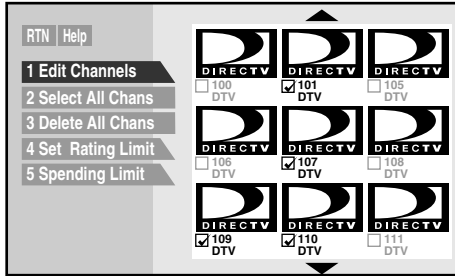 RTN Help
1 Edit Channels
2 Select All Chans
3 Delete All Chans
4 Set Rating Limit
5 Spending Limit
DIRECTV DIRECTV DIRECTV
100 101 105
DTV DTV DTV
DIRECTV DIRECTV DIRECTV
106 107 108
DTV DTV DTV
DIRECTV DIRECTV DIRECTV
109 110 111
DTV DTV DTV